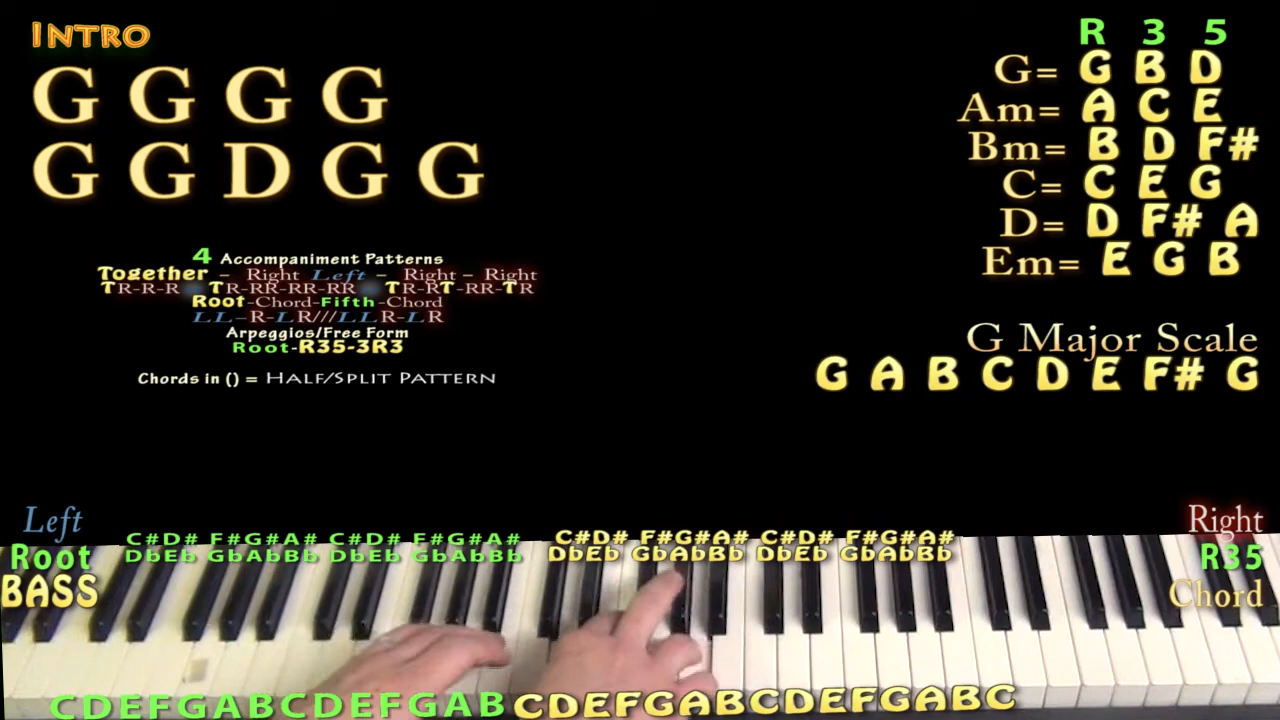 INTRO
G G G G
G G D G G
4 Accompaniment Patterns
Together – Right Left – Right – Right
TR-R-R TR-RR-RR-RR TR-RT-RR-TR
Root-Chord-Fifth-Chord
LL–R-LR///LLR-LR
Arpeggios/Free Form
Root-R35-3R3
Chords in () = HALF/SPLIT PATTERN
R 3 5
G= G B D
Am= A C E
Bm= B D F#
C= C E G
D= D F# A
Em= E G B
G Major Scale
G A B C D E F# G
Left
Root
BASS
C#D# F#G#A# C#D# F#G#A# C#D# F#G#A# C#D# F#G#A#
DbEb GbAbBb DbEb GbAbBb DbEb GbAbBb DbEb GbAbBb
Right
R35
Chord
CDEFGABCDEFGAB CDEFGABCDEFGABC